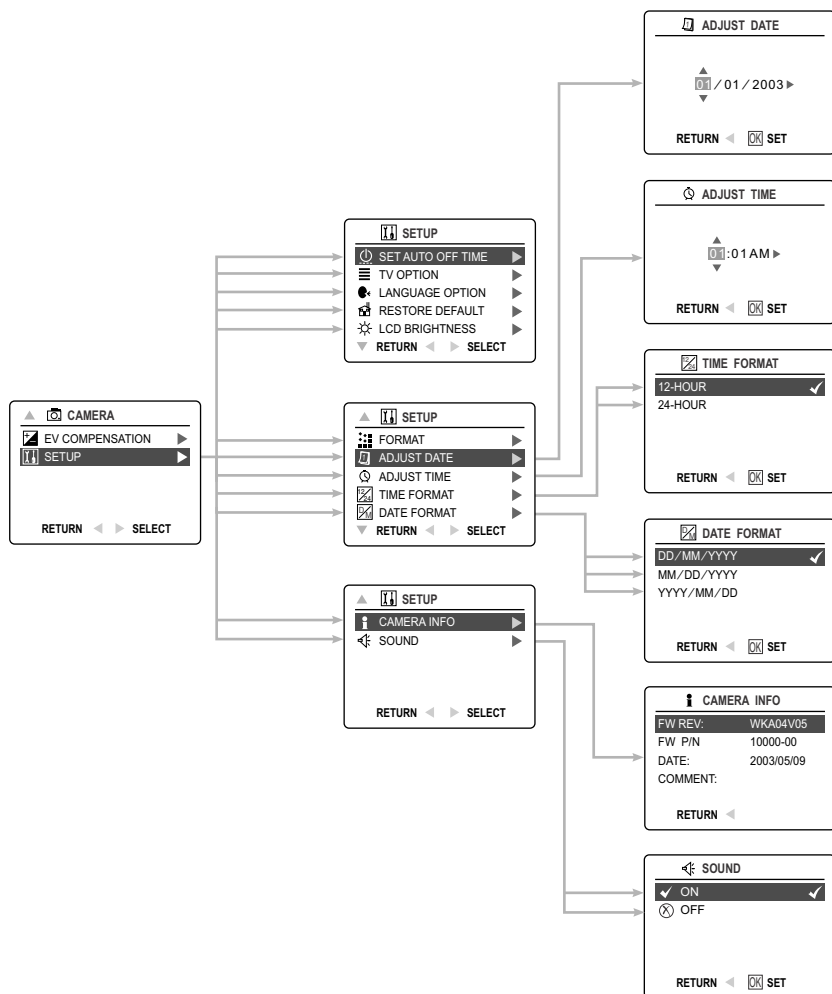 CAMERA
EV COMPENSATION
SETUP
RETURN SELECT
SETUP
SET AUTO OFF TIME
TV OPTION
LANGUAGE OPTION
RESTORE DEFAULT
LCD BRIGHTNESS
RETURN SELECT
SETUP
FORMAT
ADJUST DATE
ADJUST TIME
12/24 TIME FORMAT
D/M DATE FORMAT
RETURN SELECT
SETUP
CAMERA INFO
SOUND
RETURN SELECT
ADJUST DATE
01/01/2003
RETURN OK SET
ADJUST TIME
01:01AM
RETURN OK SET
12/24 TIME FORMAT
12-HOUR
24-HOUR
RETURN OK SET
D/M DATE FORMAT
DD/MM/YYYY
MM/DD/YYYY
YYYY/MM/DD
RETURN OK SET
CAMERA INFO
FW REV: WKA04V05
FW P/N 10000-00
DATE: 2003/05/09
COMMENT:
RETURN
SOUND
ON
OFF
RETURN OK SET